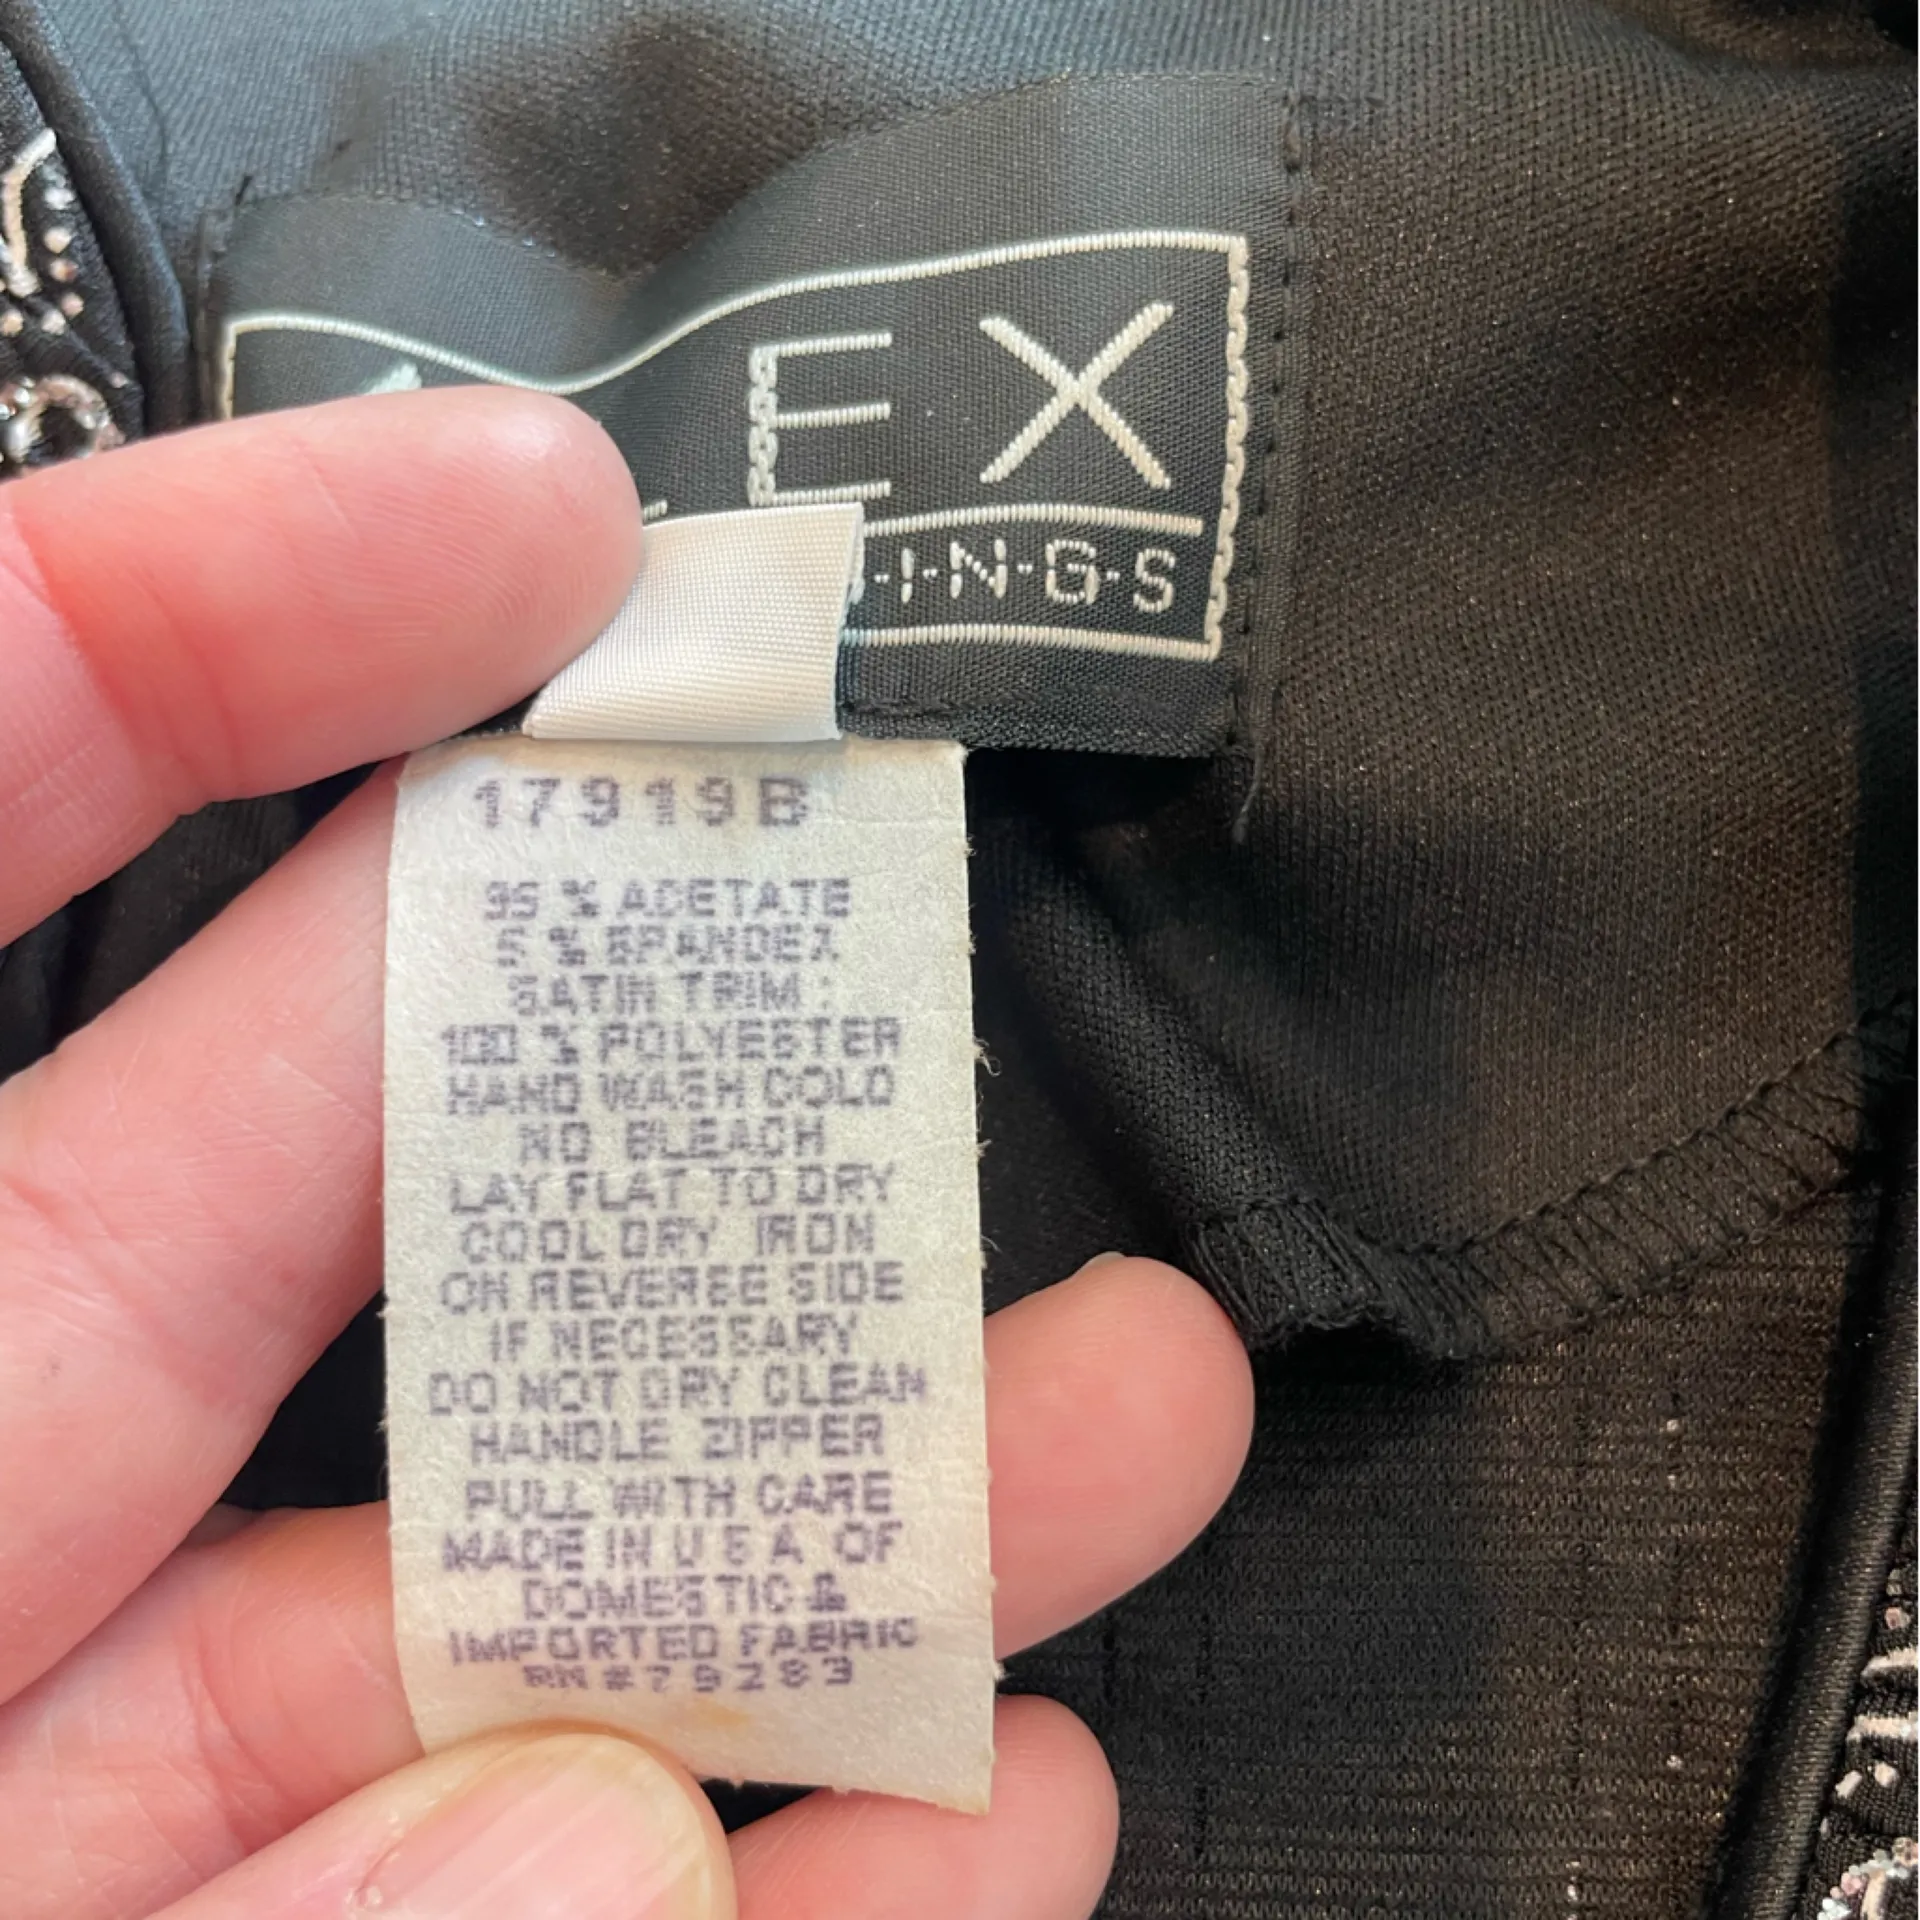 EX
I·N·G·S
17919B
95 % ACETATE
5 % SPANDEX
SATIN TRIM :
100 % POLYESTER
HAND WASH COLD
NO BLEACH
LAY FLAT TO DRY
COOL DRY IRON
ON REVERSE SIDE
IF NECESSARY
DO NOT DRY CLEAN
HANDLE ZIPPER
PULL WITH CARE
MADE IN U S A OF
DOMESTIC &
IMPORTED FABRIC
RN # 79283